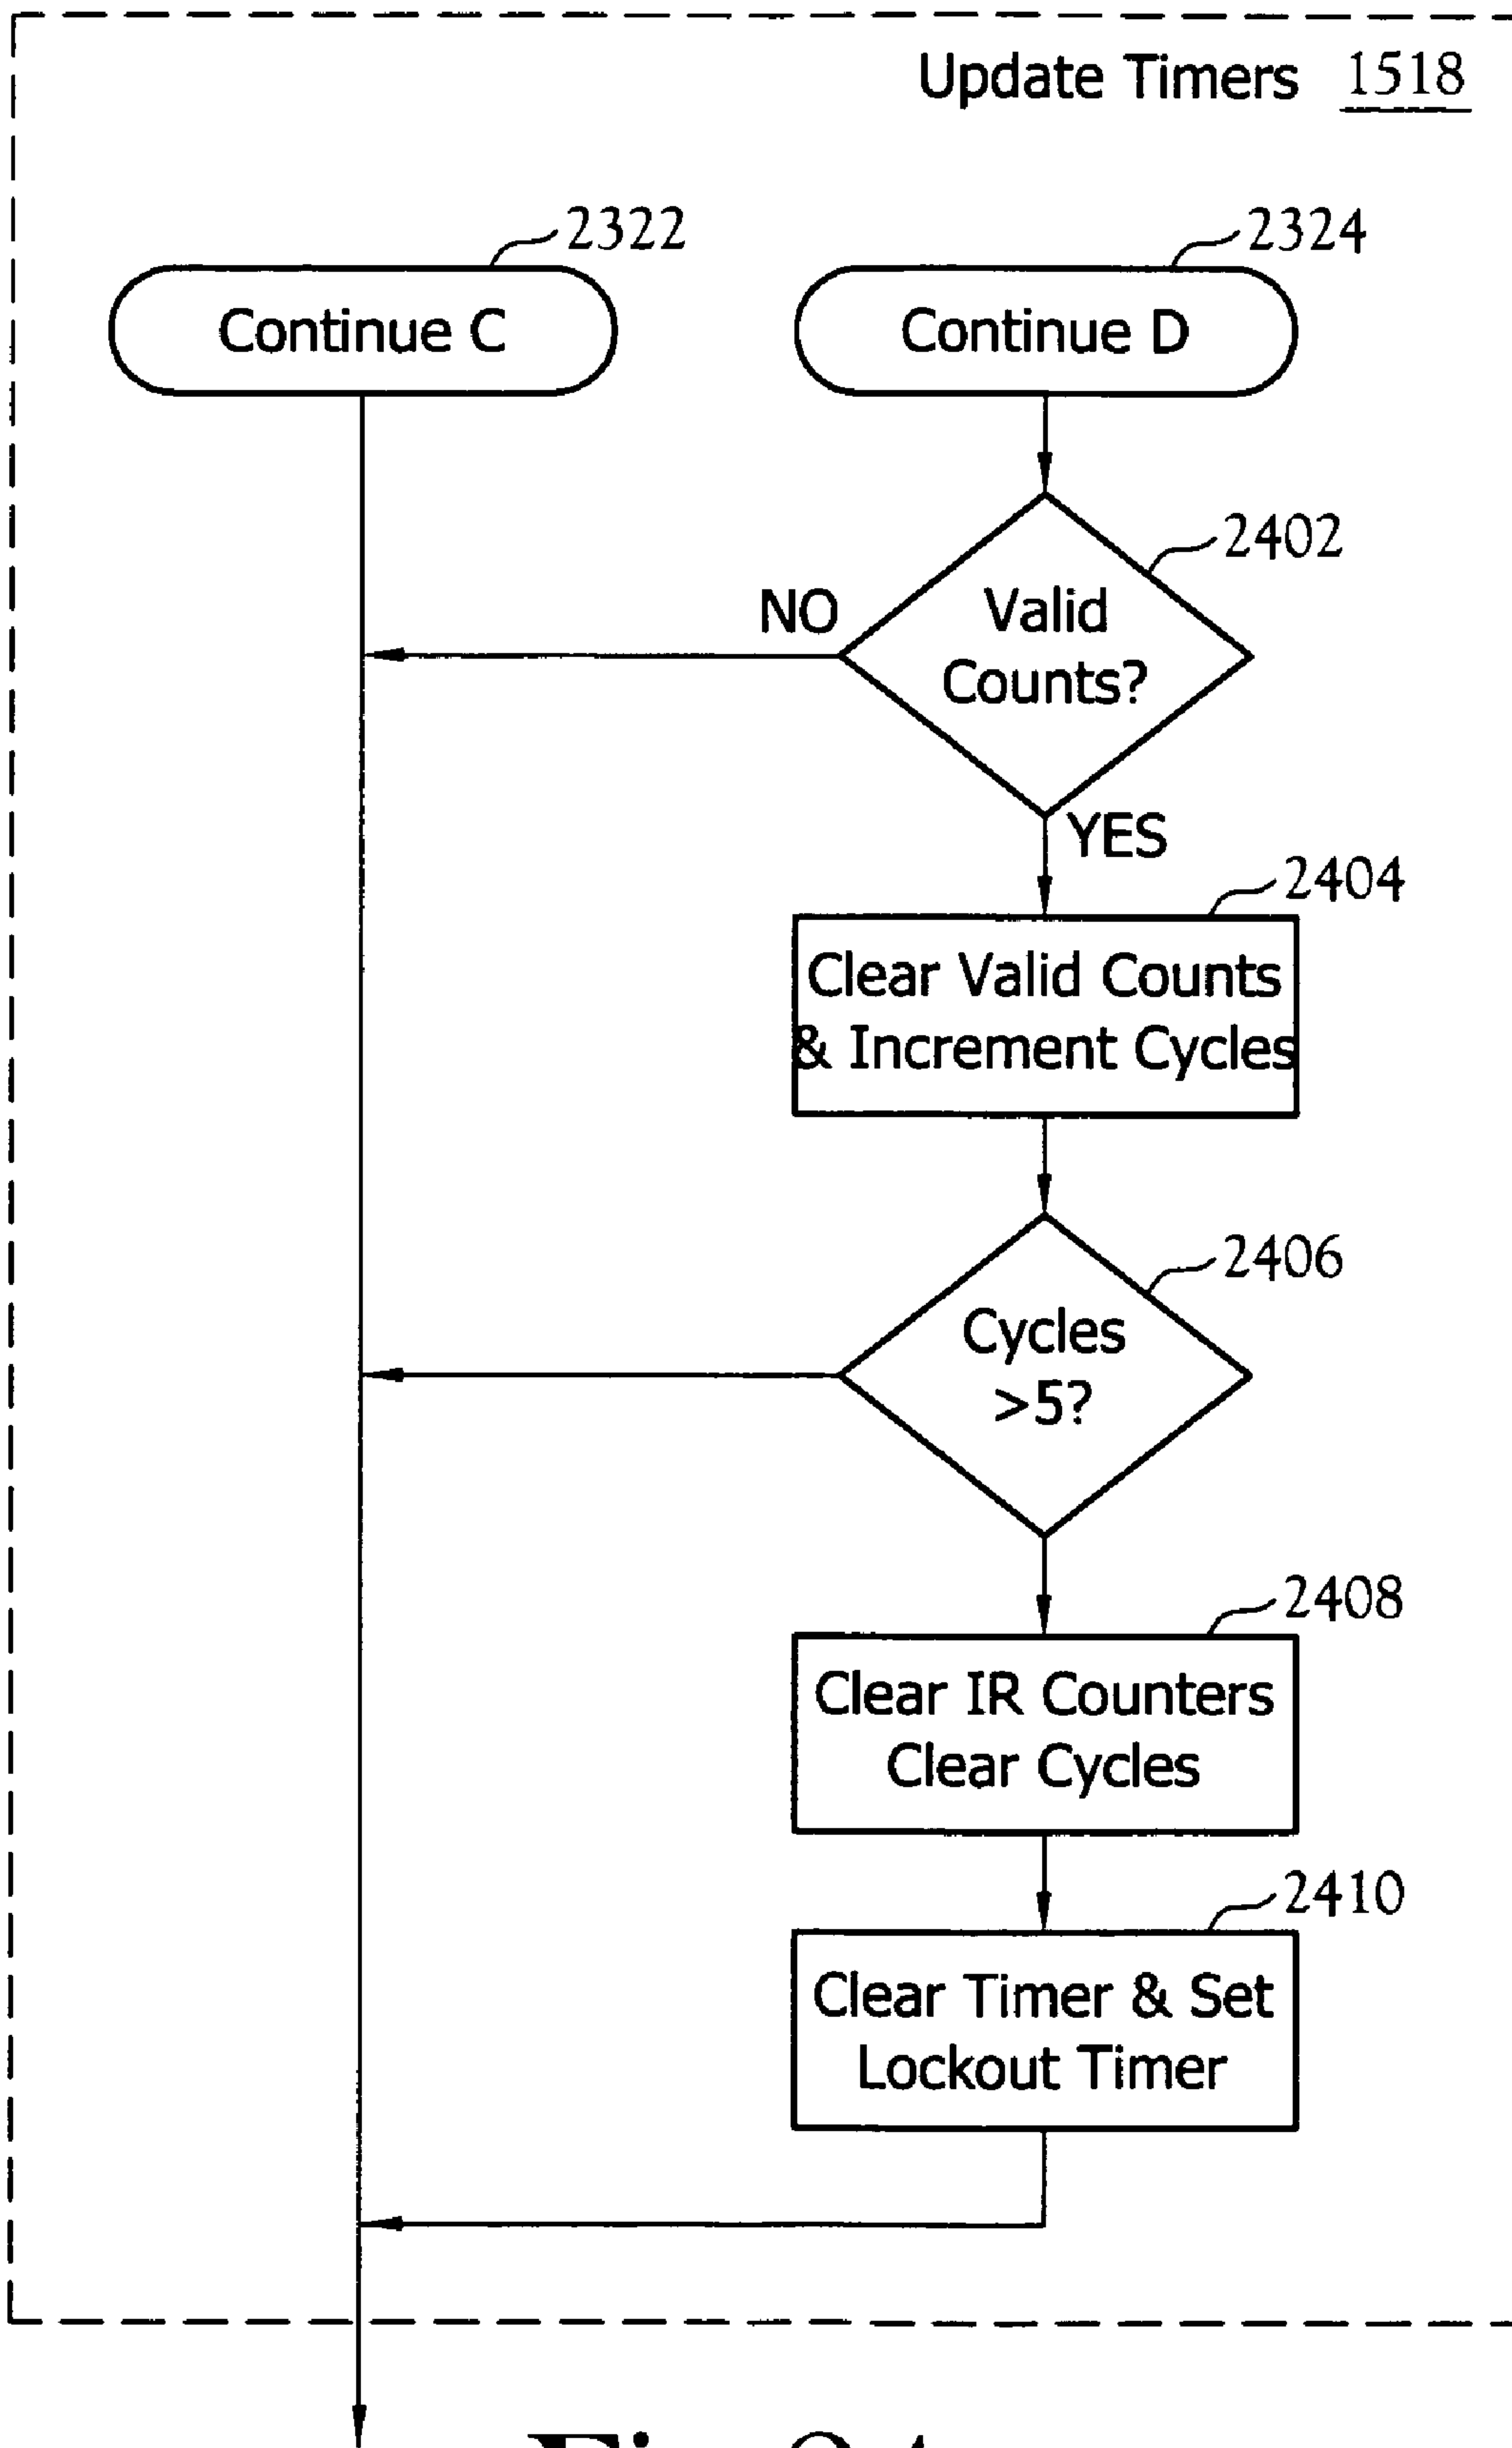 Update Timers 1518
2322
2324
Continue C
Continue D
2402
NO
Valid
Counts?
YES
2404
Clear Valid Counts
& Increment Cycles
2406
Cycles
>5?
2408
Clear IR Counters
Clear Cycles
2410
Clear Timer & Set
Lockout Timer